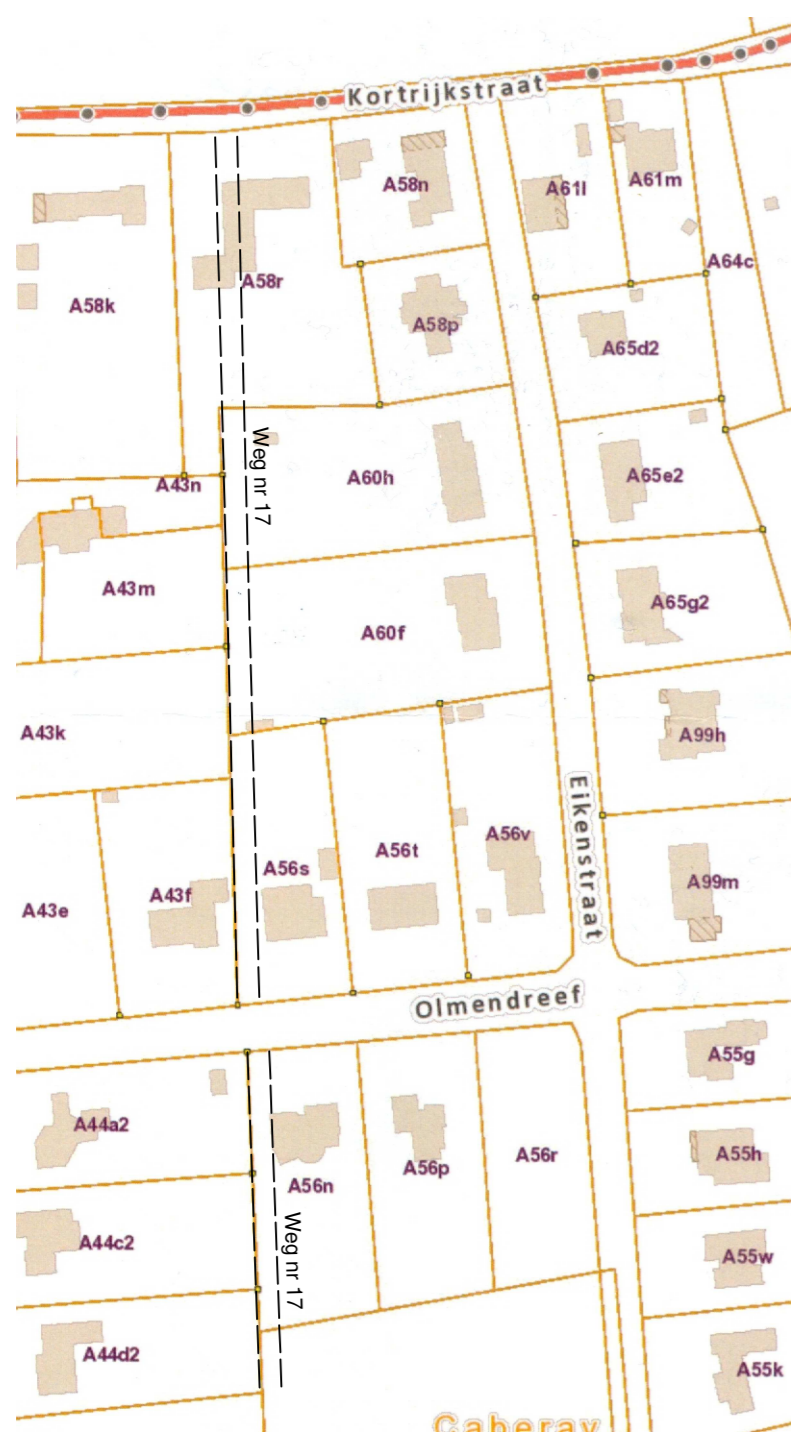 Kortrijkstraat
A58n
A61l
A61m
A64c
A58k
A58r
A58p
A65d2
Weg nr 17
A43n
A60h
A65e2
A43m
A60f
A65g2
A43k
A99h
Eikenstraat
A43e
A43f
A56s
A56t
A56v
A99m
Olmendreef
A44a2
A56n
A56p
A56r
A55g
A55h
A44c2
Weg nr 17
A55w
A44d2
A55k
Caberay